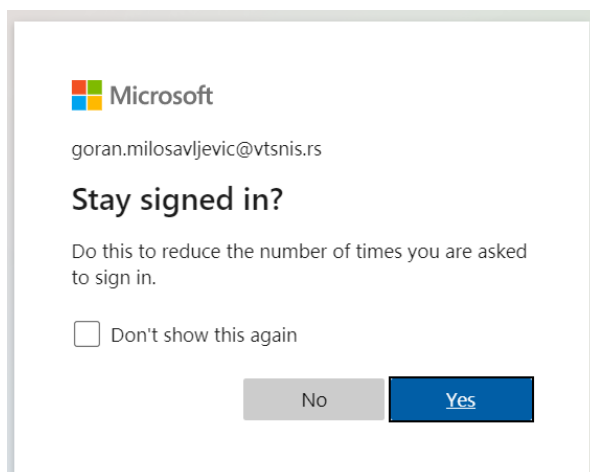 Microsoft
goran.milosavljevic@vtsnis.rs
Stay signed in?
Do this to reduce the number of times you are asked
to sign in.
Don't show this again
No
Yes